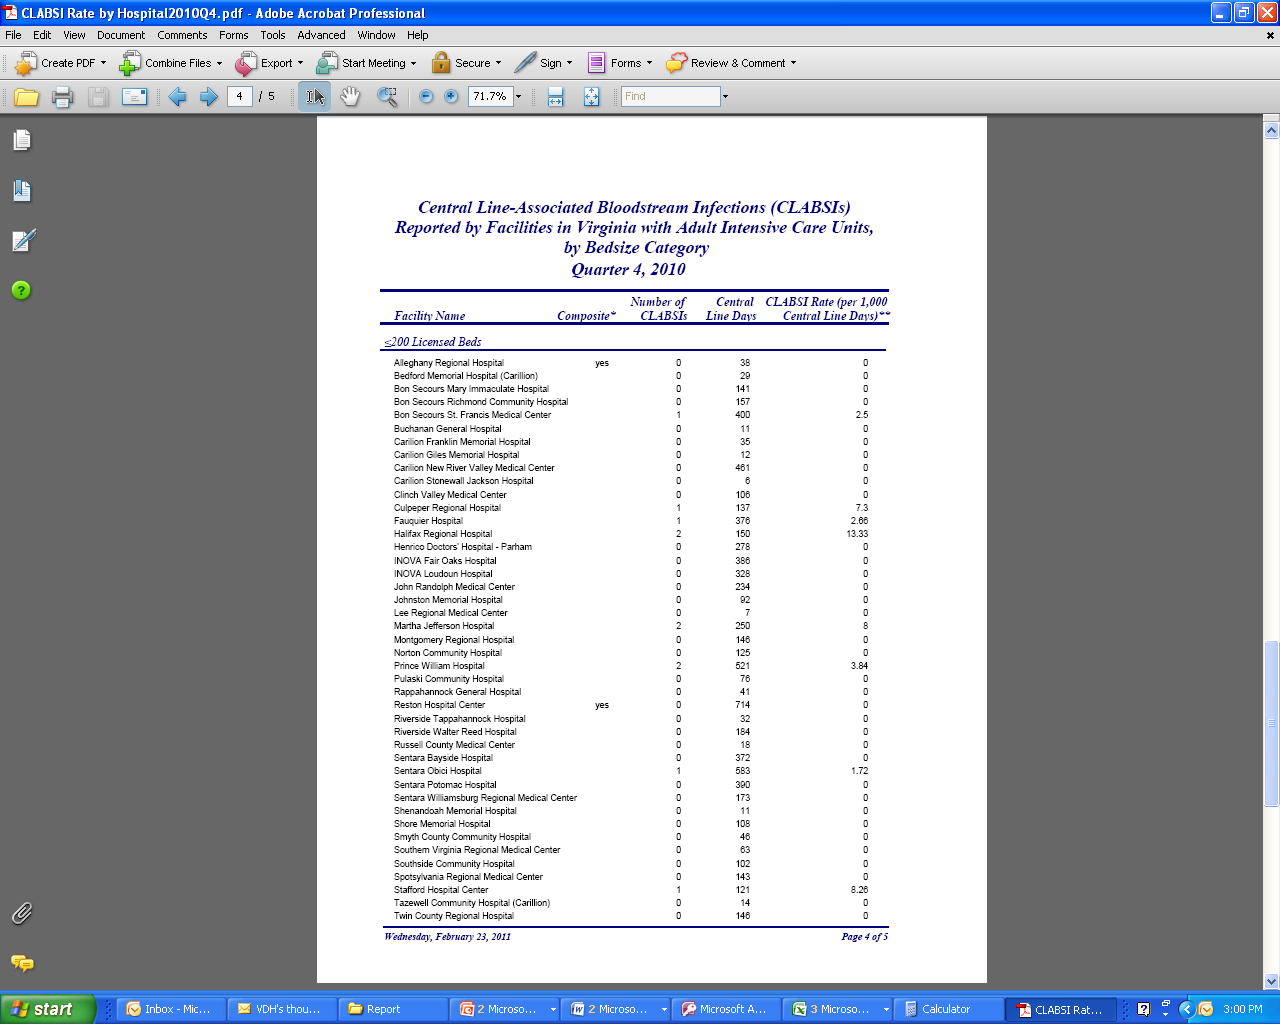 CLABSI Rate by Hospital2010Q4.pdf - Adobe Acrobat Professional
File Edit View Document Comments Forms Tools Advanced Window Help
Create PDF Combine Files Export Start Meeting Secure Sign Forms Review & Comment
4 / 5 71.7% Find
Central Line-Associated Bloodstream Infections (CLABSIs)
Reported by Facilities in Virginia with Adult Intensive Care Units,
by Bedsize Category
Quarter 4, 2010
Number of Central CLABSI Rate (per 1,000
Facility Name Composite* CLABSIs Line Days Central Line Days)**
≤200 Licensed Beds
Alleghany Regional Hospital yes 0 38 0
Bedford Memorial Hospital (Carillion) 0 29 0
Bon Secours Mary Immaculate Hospital 0 141 0
Bon Secours Richmond Community Hospital 0 157 0
Bon Secours St. Francis Medical Center 1 400 2.5
Buchanan General Hospital 0 11 0
Carilion Franklin Memorial Hospital 0 35 0
Carilion Giles Memorial Hospital 0 12 0
Carilion New River Valley Medical Center 0 461 0
Carilion Stonewall Jackson Hospital 0 6 0
Clinch Valley Medical Center 0 106 0
Culpeper Regional Hospital 1 137 7.3
Fauquier Hospital 1 376 2.66
Halifax Regional Hospital 2 150 13.33
Henrico Doctors' Hospital - Parham 0 278 0
INOVA Fair Oaks Hospital 0 386 0
INOVA Loudoun Hospital 0 328 0
John Randolph Medical Center 0 234 0
Johnston Memorial Hospital 0 92 0
Lee Regional Medical Center 0 7 0
Martha Jefferson Hospital 2 250 8
Montgomery Regional Hospital 0 146 0
Norton Community Hospital 0 125 0
Prince William Hospital 2 521 3.84
Pulaski Community Hospital 0 76 0
Rappahannock General Hospital 0 41 0
Reston Hospital Center yes 0 714 0
Riverside Tappahannock Hospital 0 32 0
Riverside Walter Reed Hospital 0 184 0
Russell County Medical Center 0 18 0
Sentara Bayside Hospital 0 372 0
Sentara Obici Hospital 1 583 1.72
Sentara Potomac Hospital 0 390 0
Sentara Williamsburg Regional Medical Center 0 173 0
Shenandoah Memorial Hospital 0 11 0
Shore Memorial Hospital 0 108 0
Smyth County Community Hospital 0 46 0
Southern Virginia Regional Medical Center 0 63 0
Southside Community Hospital 0 102 0
Spotsylvania Regional Medical Center 0 143 0
Stafford Hospital Center 1 121 8.26
Tazewell Community Hospital (Carillion) 0 14 0
Twin County Regional Hospital 0 146 0
Wednesday, February 23, 2011 Page 4 of 5
start Inbox - Mic... VDH's thou... Report 2 Microso... 2 Microso... Microsoft A... 3 Microso... Calculator CLABSI Rat... 3:00 PM